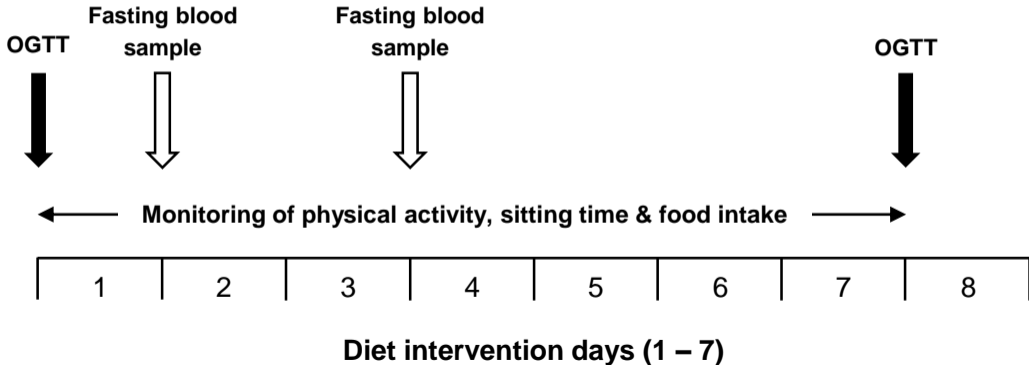 Fasting blood
sample
Fasting blood
sample
OGTT
OGTT
Monitoring of physical activity, sitting time & food intake
1 2 3 4 5 6 7 8
Diet intervention days (1 – 7)